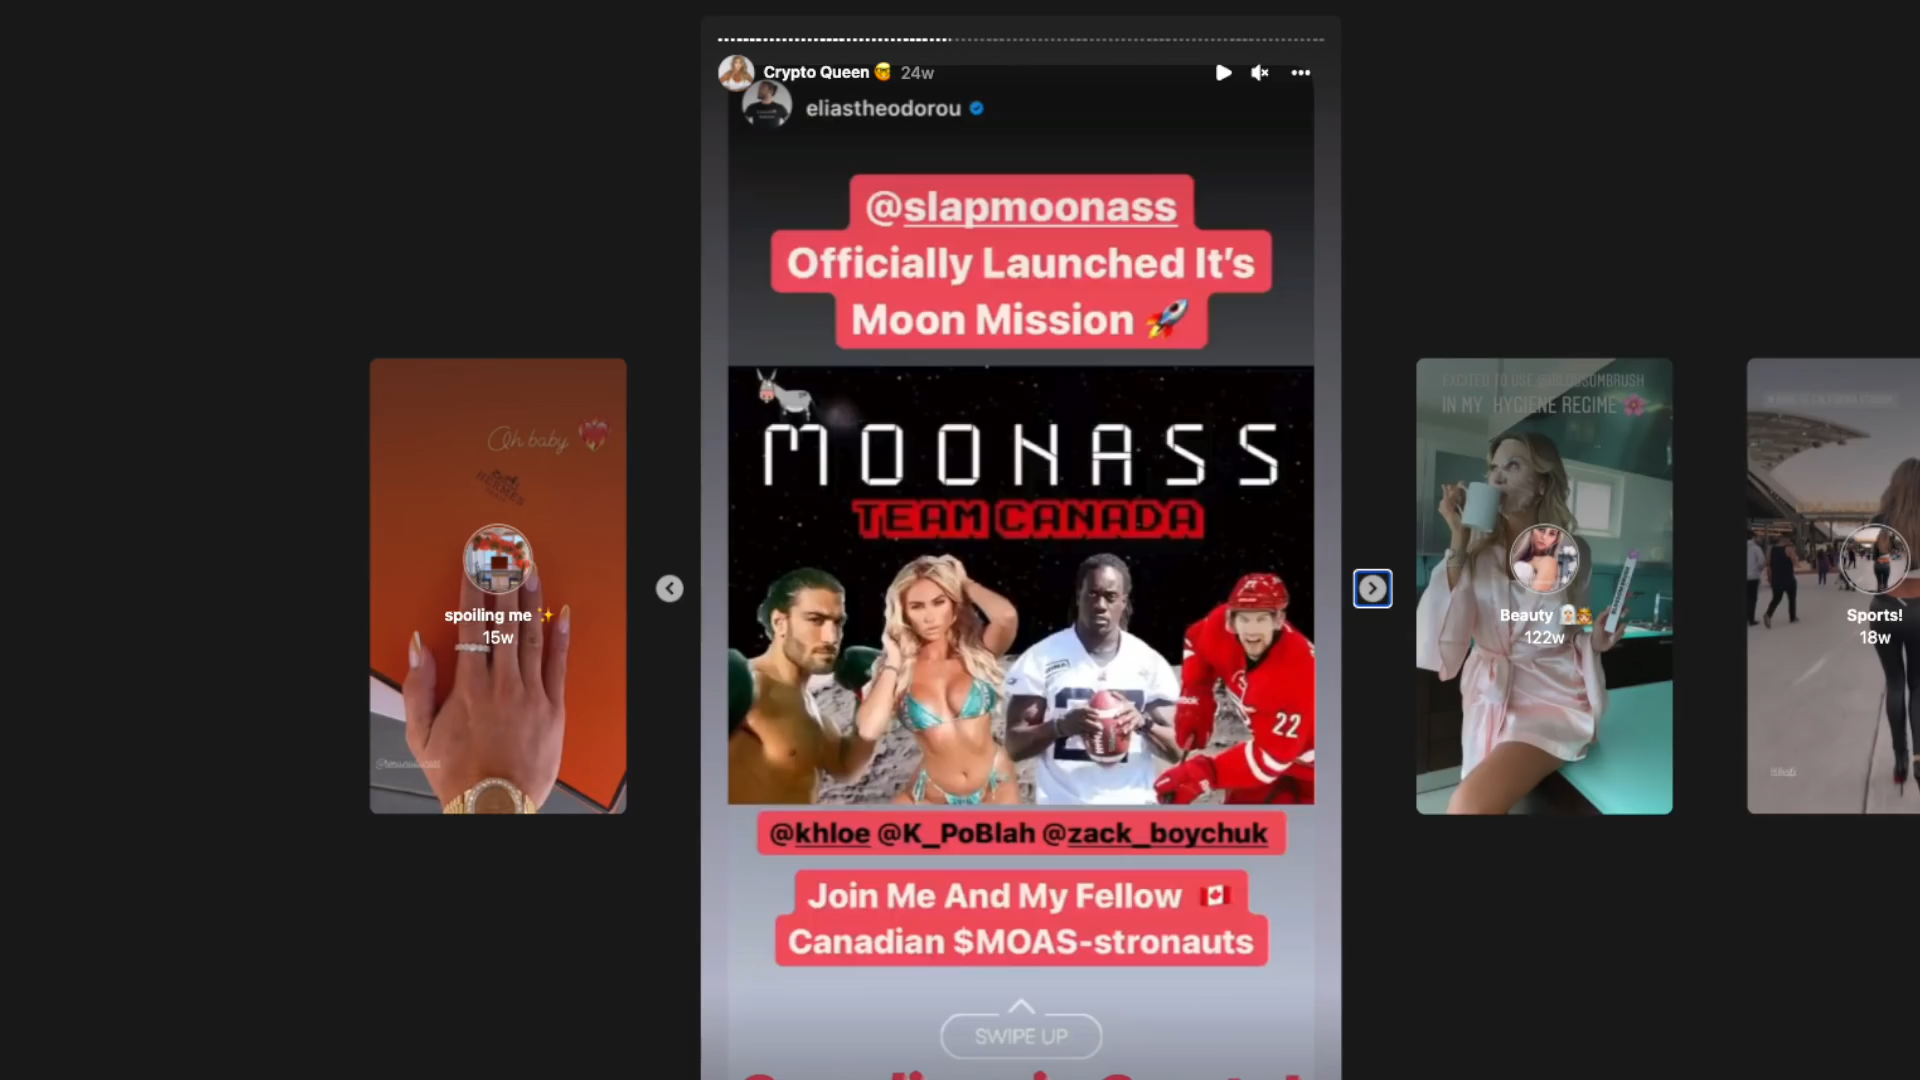 Crypto Queen 24w
eliastheodorou
@slapmoonass
Officially Launched It's
Moon Mission
MOONASS
TEAM CANADA
22
@khloe @K_PoBlah @zack_boychuk
Join Me And My Fellow
Canadian $MOAS-stronauts
SWIPE UP
Oh baby
HERMES
spoiling me
15w
IN MY HYGIENE REGIME
Beauty
122w
Sports!
18w